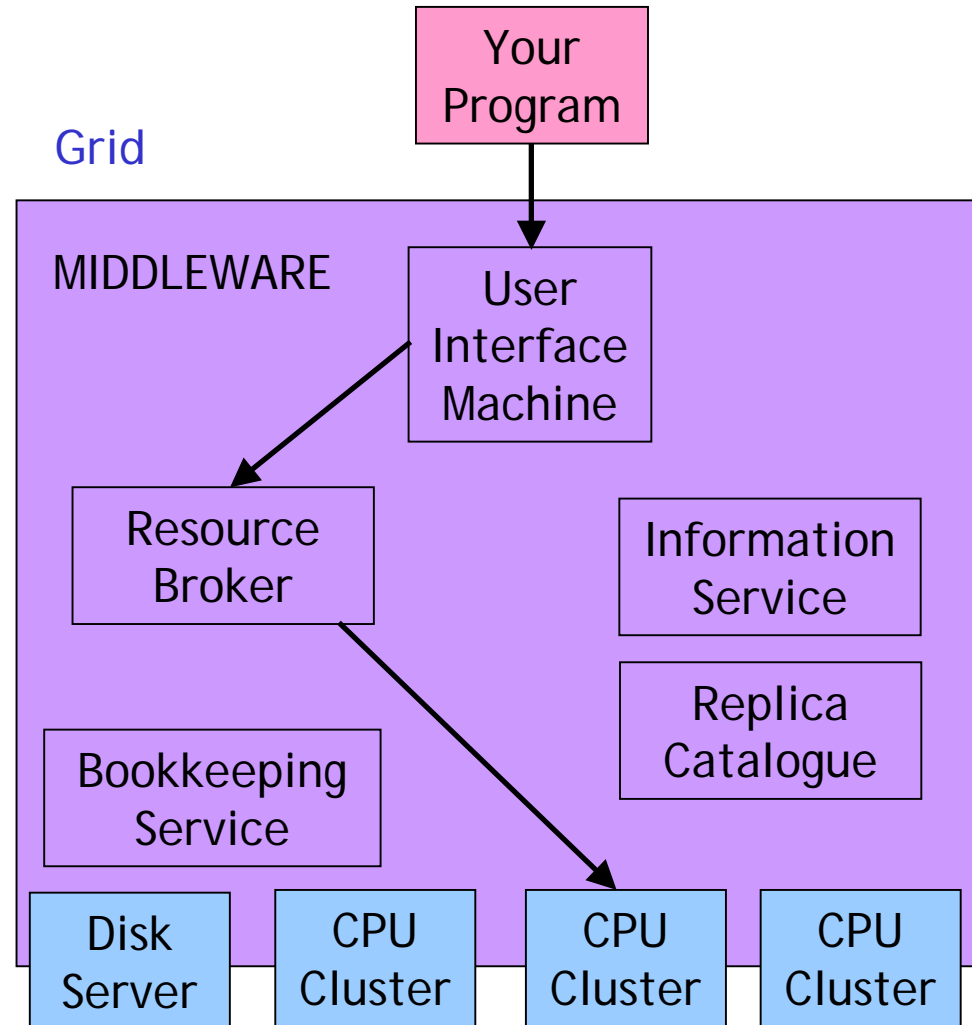 Your
Program
Grid
MIDDLEWARE
User
Interface
Machine
Resource
Broker
Information
Service
Replica
Catalogue
Bookkeeping
Service
Disk
Server
CPU
Cluster
CPU
Cluster
CPU
Cluster